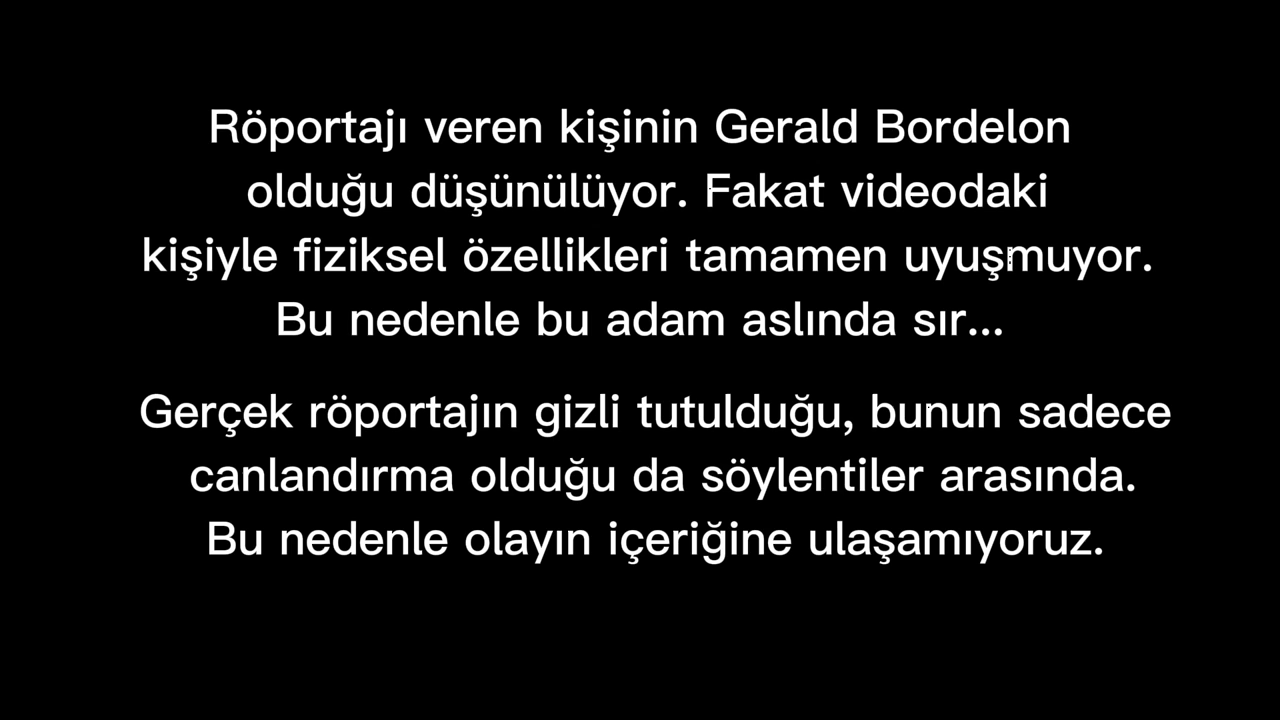 Röportajı veren kişinin Gerald Bordelon
olduğu düşünülüyor. Fakat videodaki
kişiyle fiziksel özellikleri tamamen uyuşmuyor.
Bu nedenle bu adam aslında sır...
Gerçek röportajın gizli tutulduğu, bunun sadece
canlandırma olduğu da söylentiler arasında.
Bu nedenle olayın içeriğine ulaşamıyoruz.